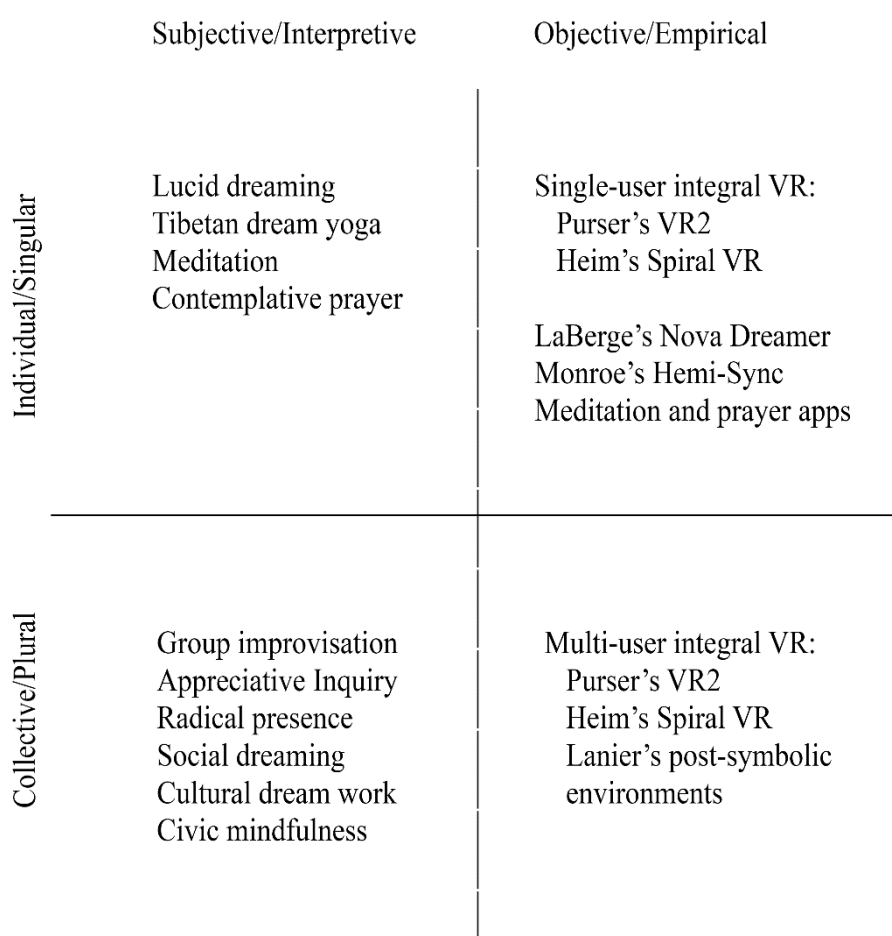 Subjective/Interpretive
Objective/Empirical
Individual/Singular
Lucid dreaming
Tibetan dream yoga
Meditation
Contemplative prayer
Single-user integral VR:
Purser’s VR2
Heim’s Spiral VR
LaBerge’s Nova Dreamer
Monroe’s Hemi-Sync
Meditation and prayer apps
Collective/Plural
Group improvisation
Appreciative Inquiry
Radical presence
Social dreaming
Cultural dream work
Civic mindfulness
Multi-user integral VR:
Purser’s VR2
Heim’s Spiral VR
Lanier’s post-symbolic
environments